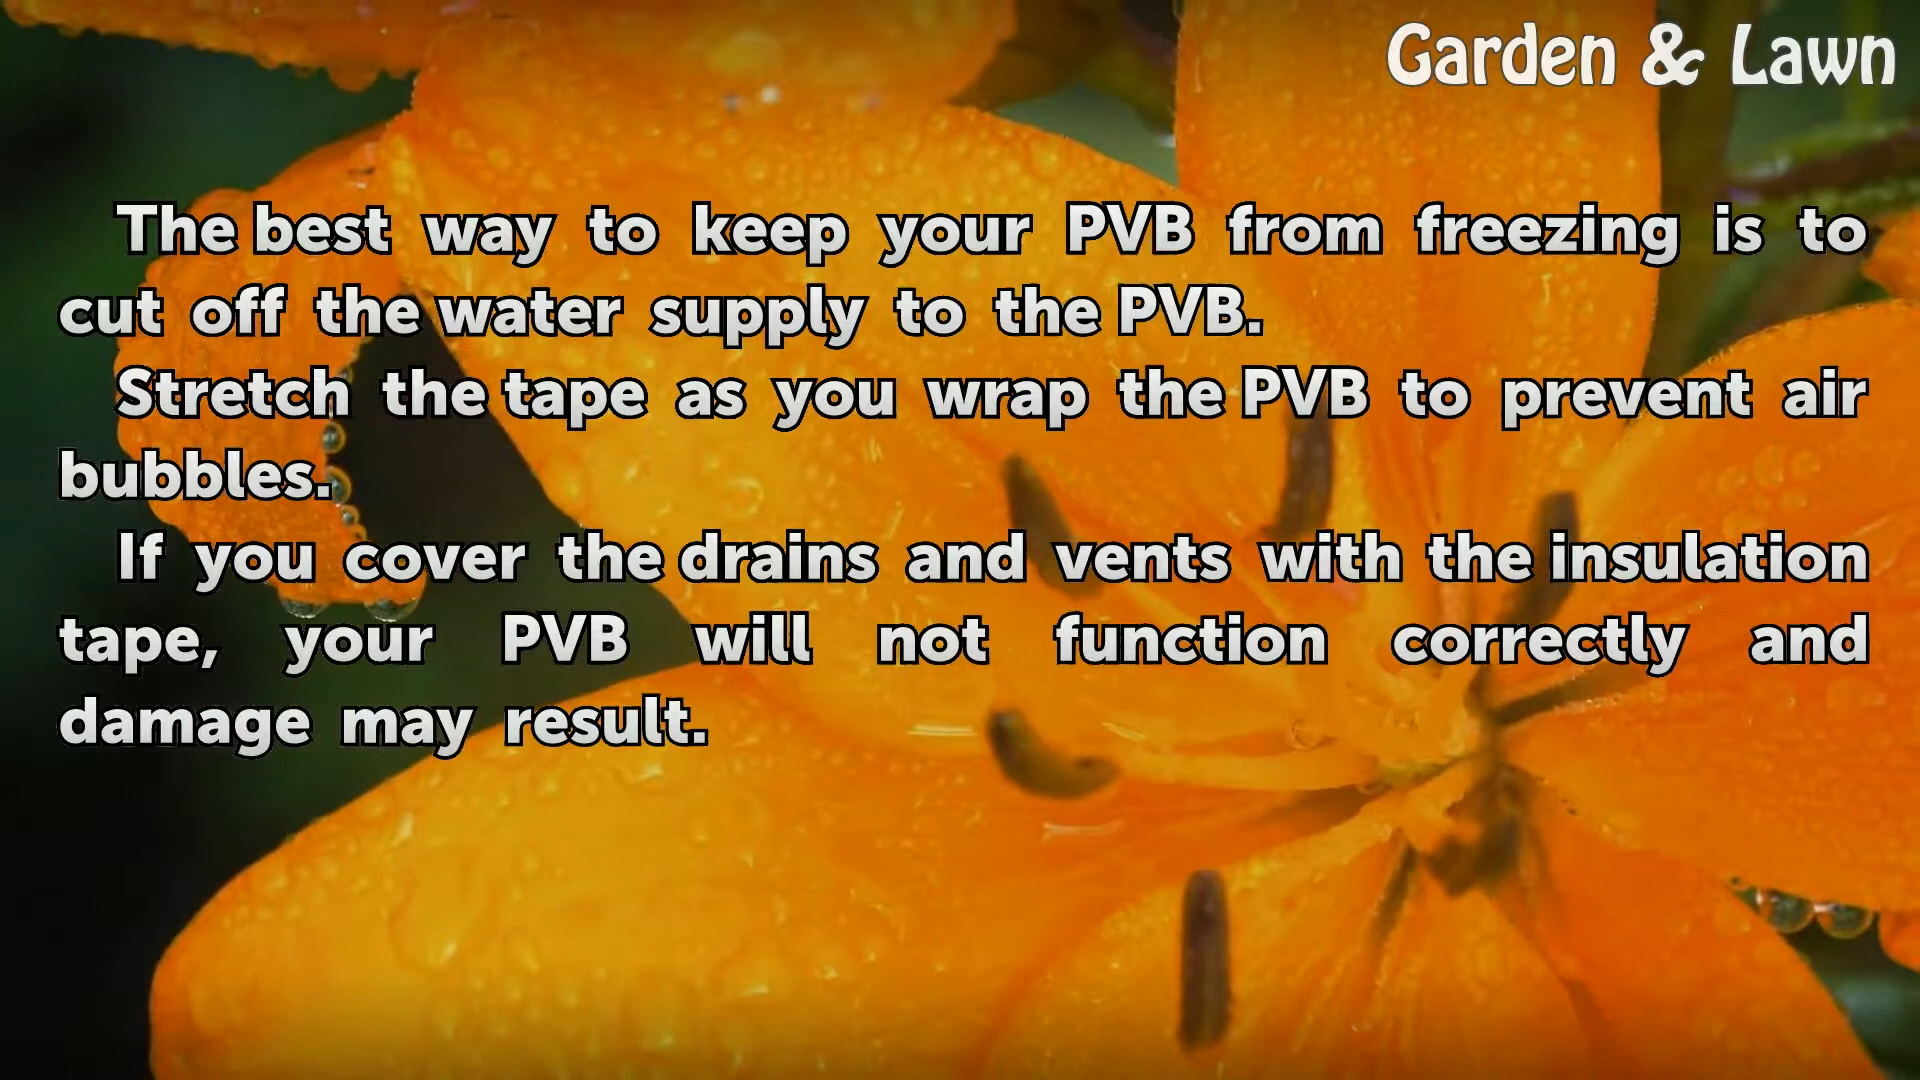 Garden & Lawn
The best way to keep your PVB from freezing is to
cut off the water supply to the PVB.
Stretch the tape as you wrap the PVB to prevent air
bubbles.
If you cover the drains and vents with the insulation
tape, your PVB will not function correctly and
damage may result.